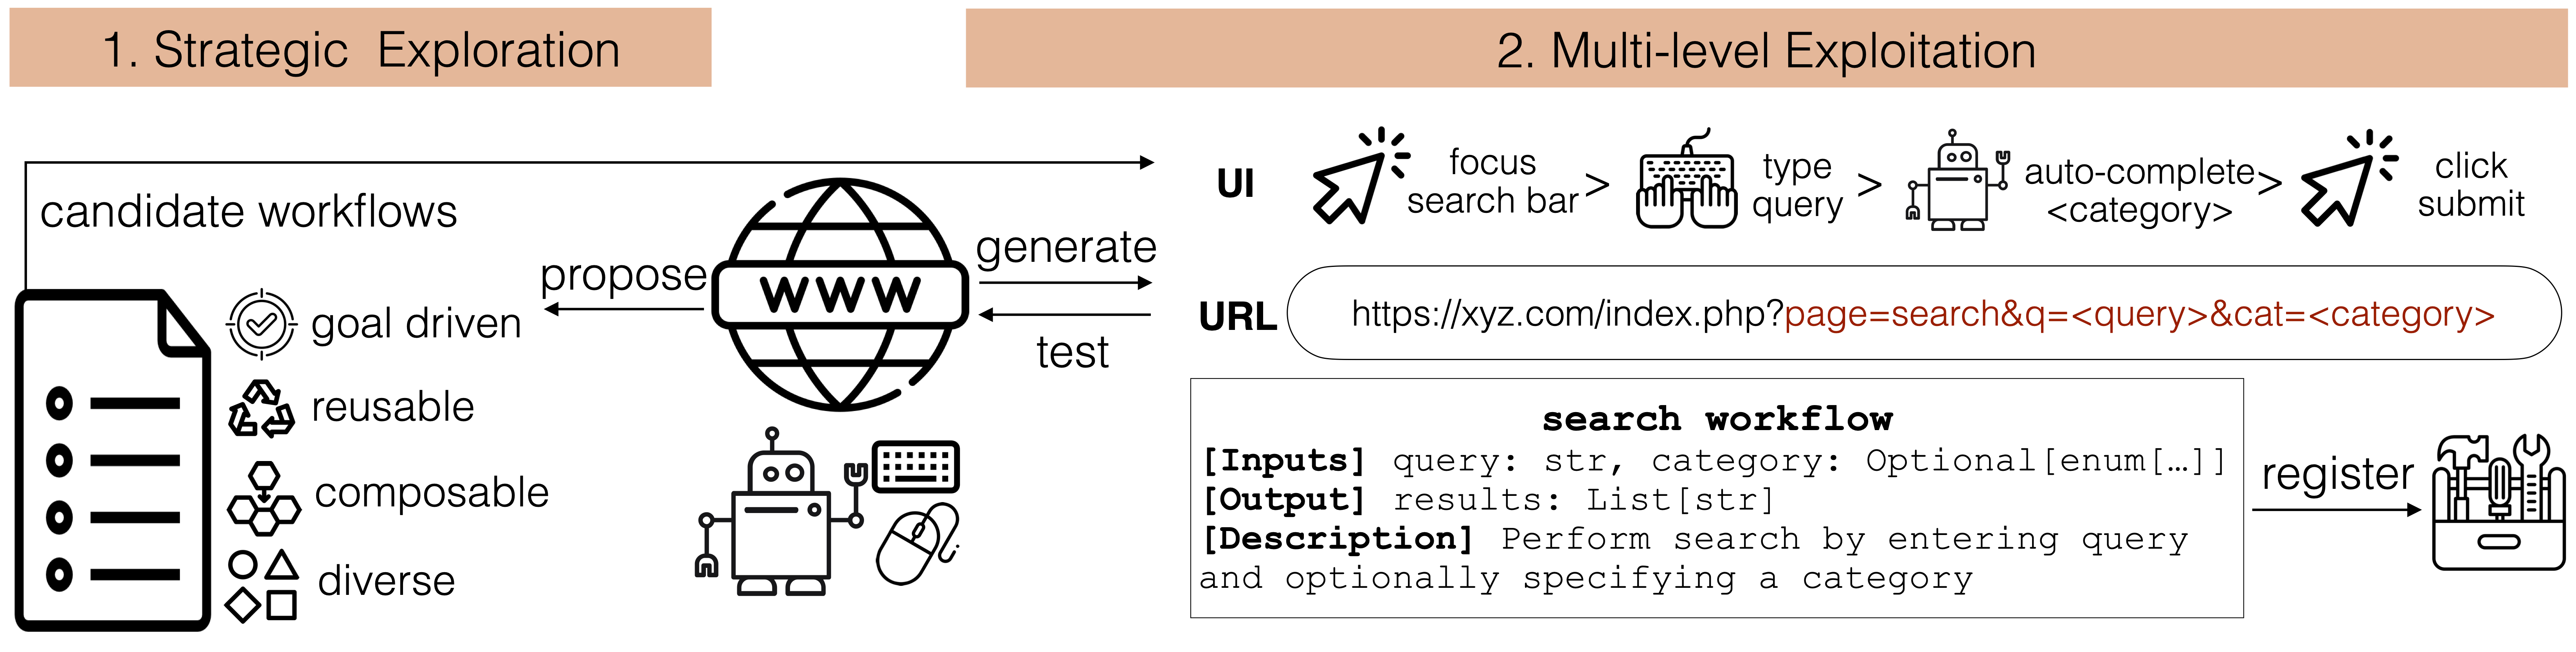 1. Strategic Exploration
2. Multi-level Exploitation
candidate workflows
propose
goal driven
reusable
composable
diverse
WWW
generate
test
UI
focus
search bar
>
type
query
>
auto-complete
<category>
>
click
submit
URL
https://xyz.com/index.php?page=search&q=<query>&cat=<category>
search workflow
[Inputs] query: str, category: Optional[enum[…]]
[Output] results: List[str]
[Description] Perform search by entering query
and optionally specifying a category
register